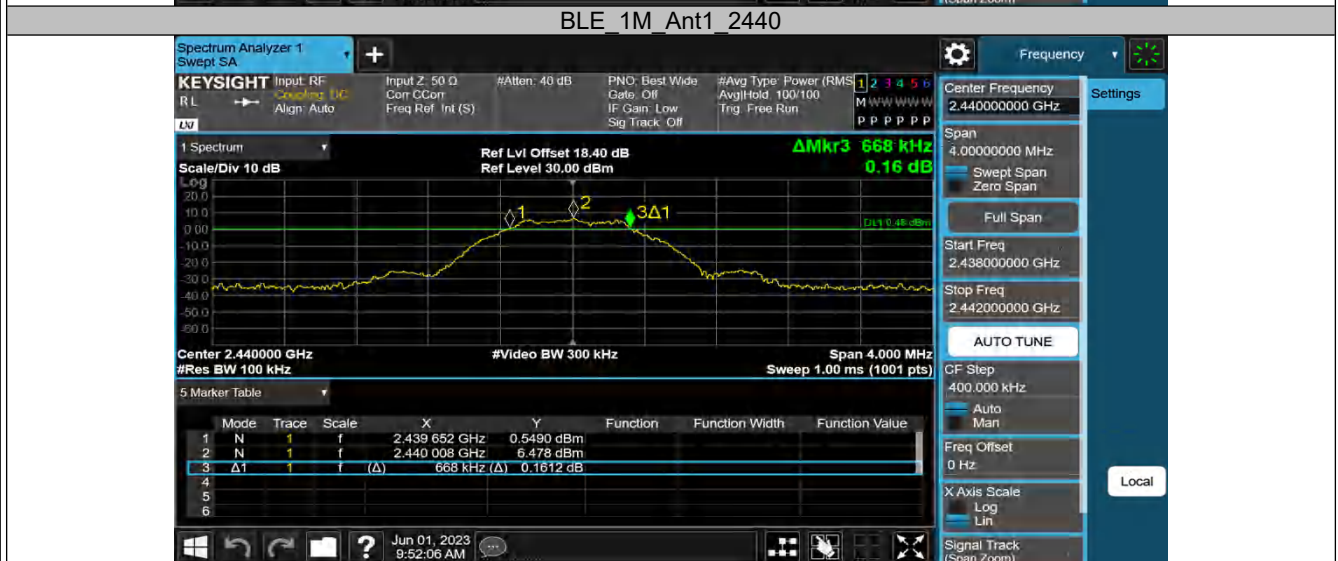 (Span Zoom)
BLE_1M_Ant1_2440
Spectrum Analyzer 1
Swept SA
+
Frequency
KEYSIGHT
RL
LXI
Input: RF
Coupling: DC
Align: Auto
Input Z: 50 Ω
Corr CCorr
Freq Ref: Int (S)
#Atten: 40 dB
PNO: Best Wide
Gate: Off
IF Gain: Low
Sig Track: Off
#Avg Type: Power (RMS
Avg|Hold: 100/100
Trig: Free Run
1 2 3 4 5 6
M W W W W W
P P P P P P
Center Frequency
2.440000000 GHz
Settings
Span
4.00000000 MHz
Swept Span
Zero Span
Full Span
Start Freq
2.438000000 GHz
Stop Freq
2.442000000 GHz
AUTO TUNE
CF Step
400.000 kHz
Auto
Man
Freq Offset
0 Hz
X Axis Scale
Log
Lin
Signal Track
(Span Zoom)
Local
1 Spectrum
Scale/Div 10 dB
Ref Lvl Offset 18.40 dB
Ref Level 30.00 dBm
ΔMkr3 668 kHz
0.16 dB
Log
20.0
10.0
0.00
-10.0
-20.0
-30.0
-40.0
-50.0
-60.0
1
2
3Δ1
DL1 0.48 dBm
Center 2.440000 GHz
#Res BW 100 kHz
#Video BW 300 kHz
Span 4.000 MHz
Sweep 1.00 ms (1001 pts)
5 Marker Table
Mode Trace Scale X Y Function Function Width Function Value
1 N 1 f 2.439 652 GHz 0.5490 dBm
2 N 1 f 2.440 008 GHz 6.478 dBm
3 Δ1 1 f (Δ) 668 kHz (Δ) 0.1612 dB
4
5
6
?
Jun 01, 2023
9:52:06 AM